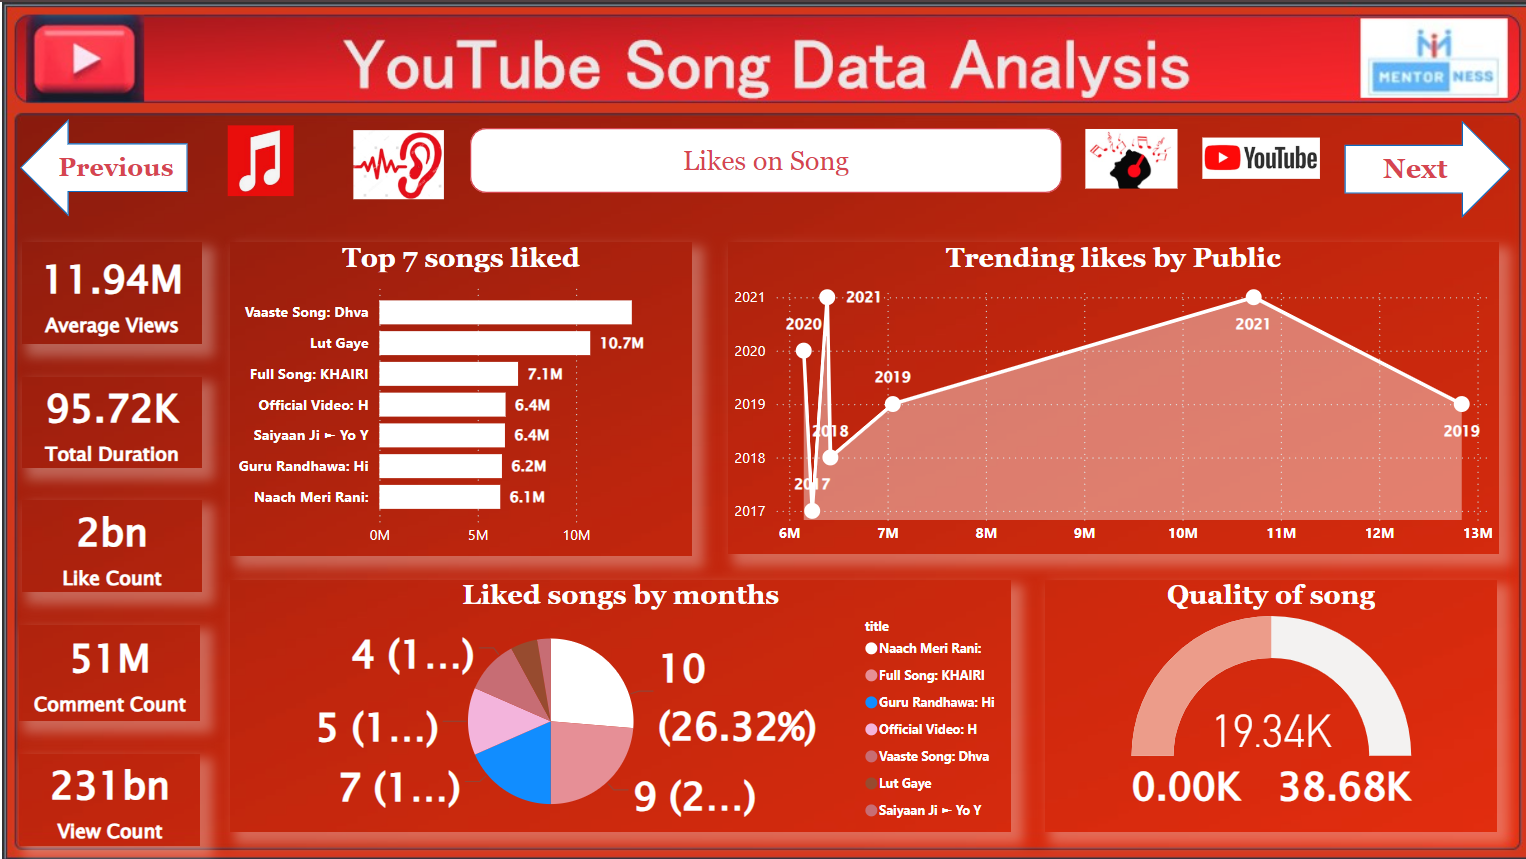 YouTube Song Data Analysis
MENTOR NESS
Previous
Likes on Song
YouTube
Next
11.94M
Average Views
95.72K
Total Duration
2bn
Like Count
51M
Comment Count
231bn
View Count
Top 7 songs liked
Vaaste Song: Dhva
Lut Gaye
10.7M
Full Song: KHAIRI
7.1M
Official Video: H
6.4M
Saiyaan Ji ► Yo Y
6.4M
Guru Randhawa: Hi
6.2M
Naach Meri Rani:
6.1M
0M 5M 10M
Trending likes by Public
2021
2020
2019
2018
2017
2021
2020
2021
2019
2018
2019
2017
6M 7M 8M 9M 10M 11M 12M 13M
Liked songs by months
4 (1...)
5 (1...)
7 (1...)
10
(26.32%)
9 (2...)
title
Naach Meri Rani:
Full Song: KHAIRI
Guru Randhawa: Hi
Official Video: H
Vaaste Song: Dhva
Lut Gaye
Saiyaan Ji ► Yo Y
Quality of song
19.34K
0.00K 38.68K